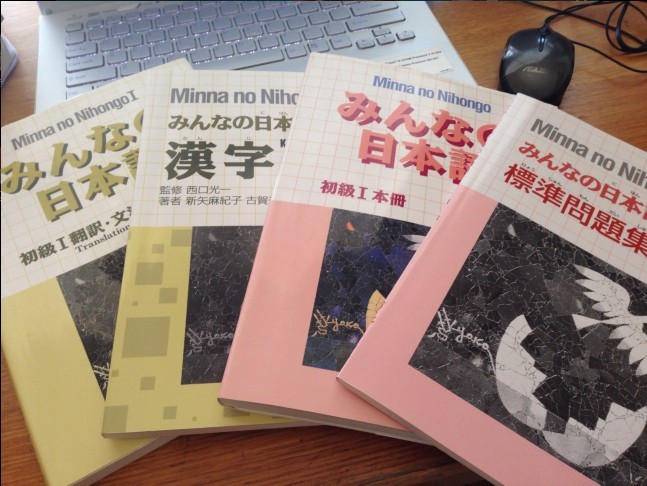 Minna no Nihongo I
みんなの
日本語
初級I 翻訳・文
Translation
Minna no
みんなの日本
漢字
監修 西口光一
著者 新矢麻紀子 古賀
Minna no Nihongo
みんなの
日本語
初級I 本冊
Kyoko
Minna no
みんなの日本
標準問題集
Kyoko